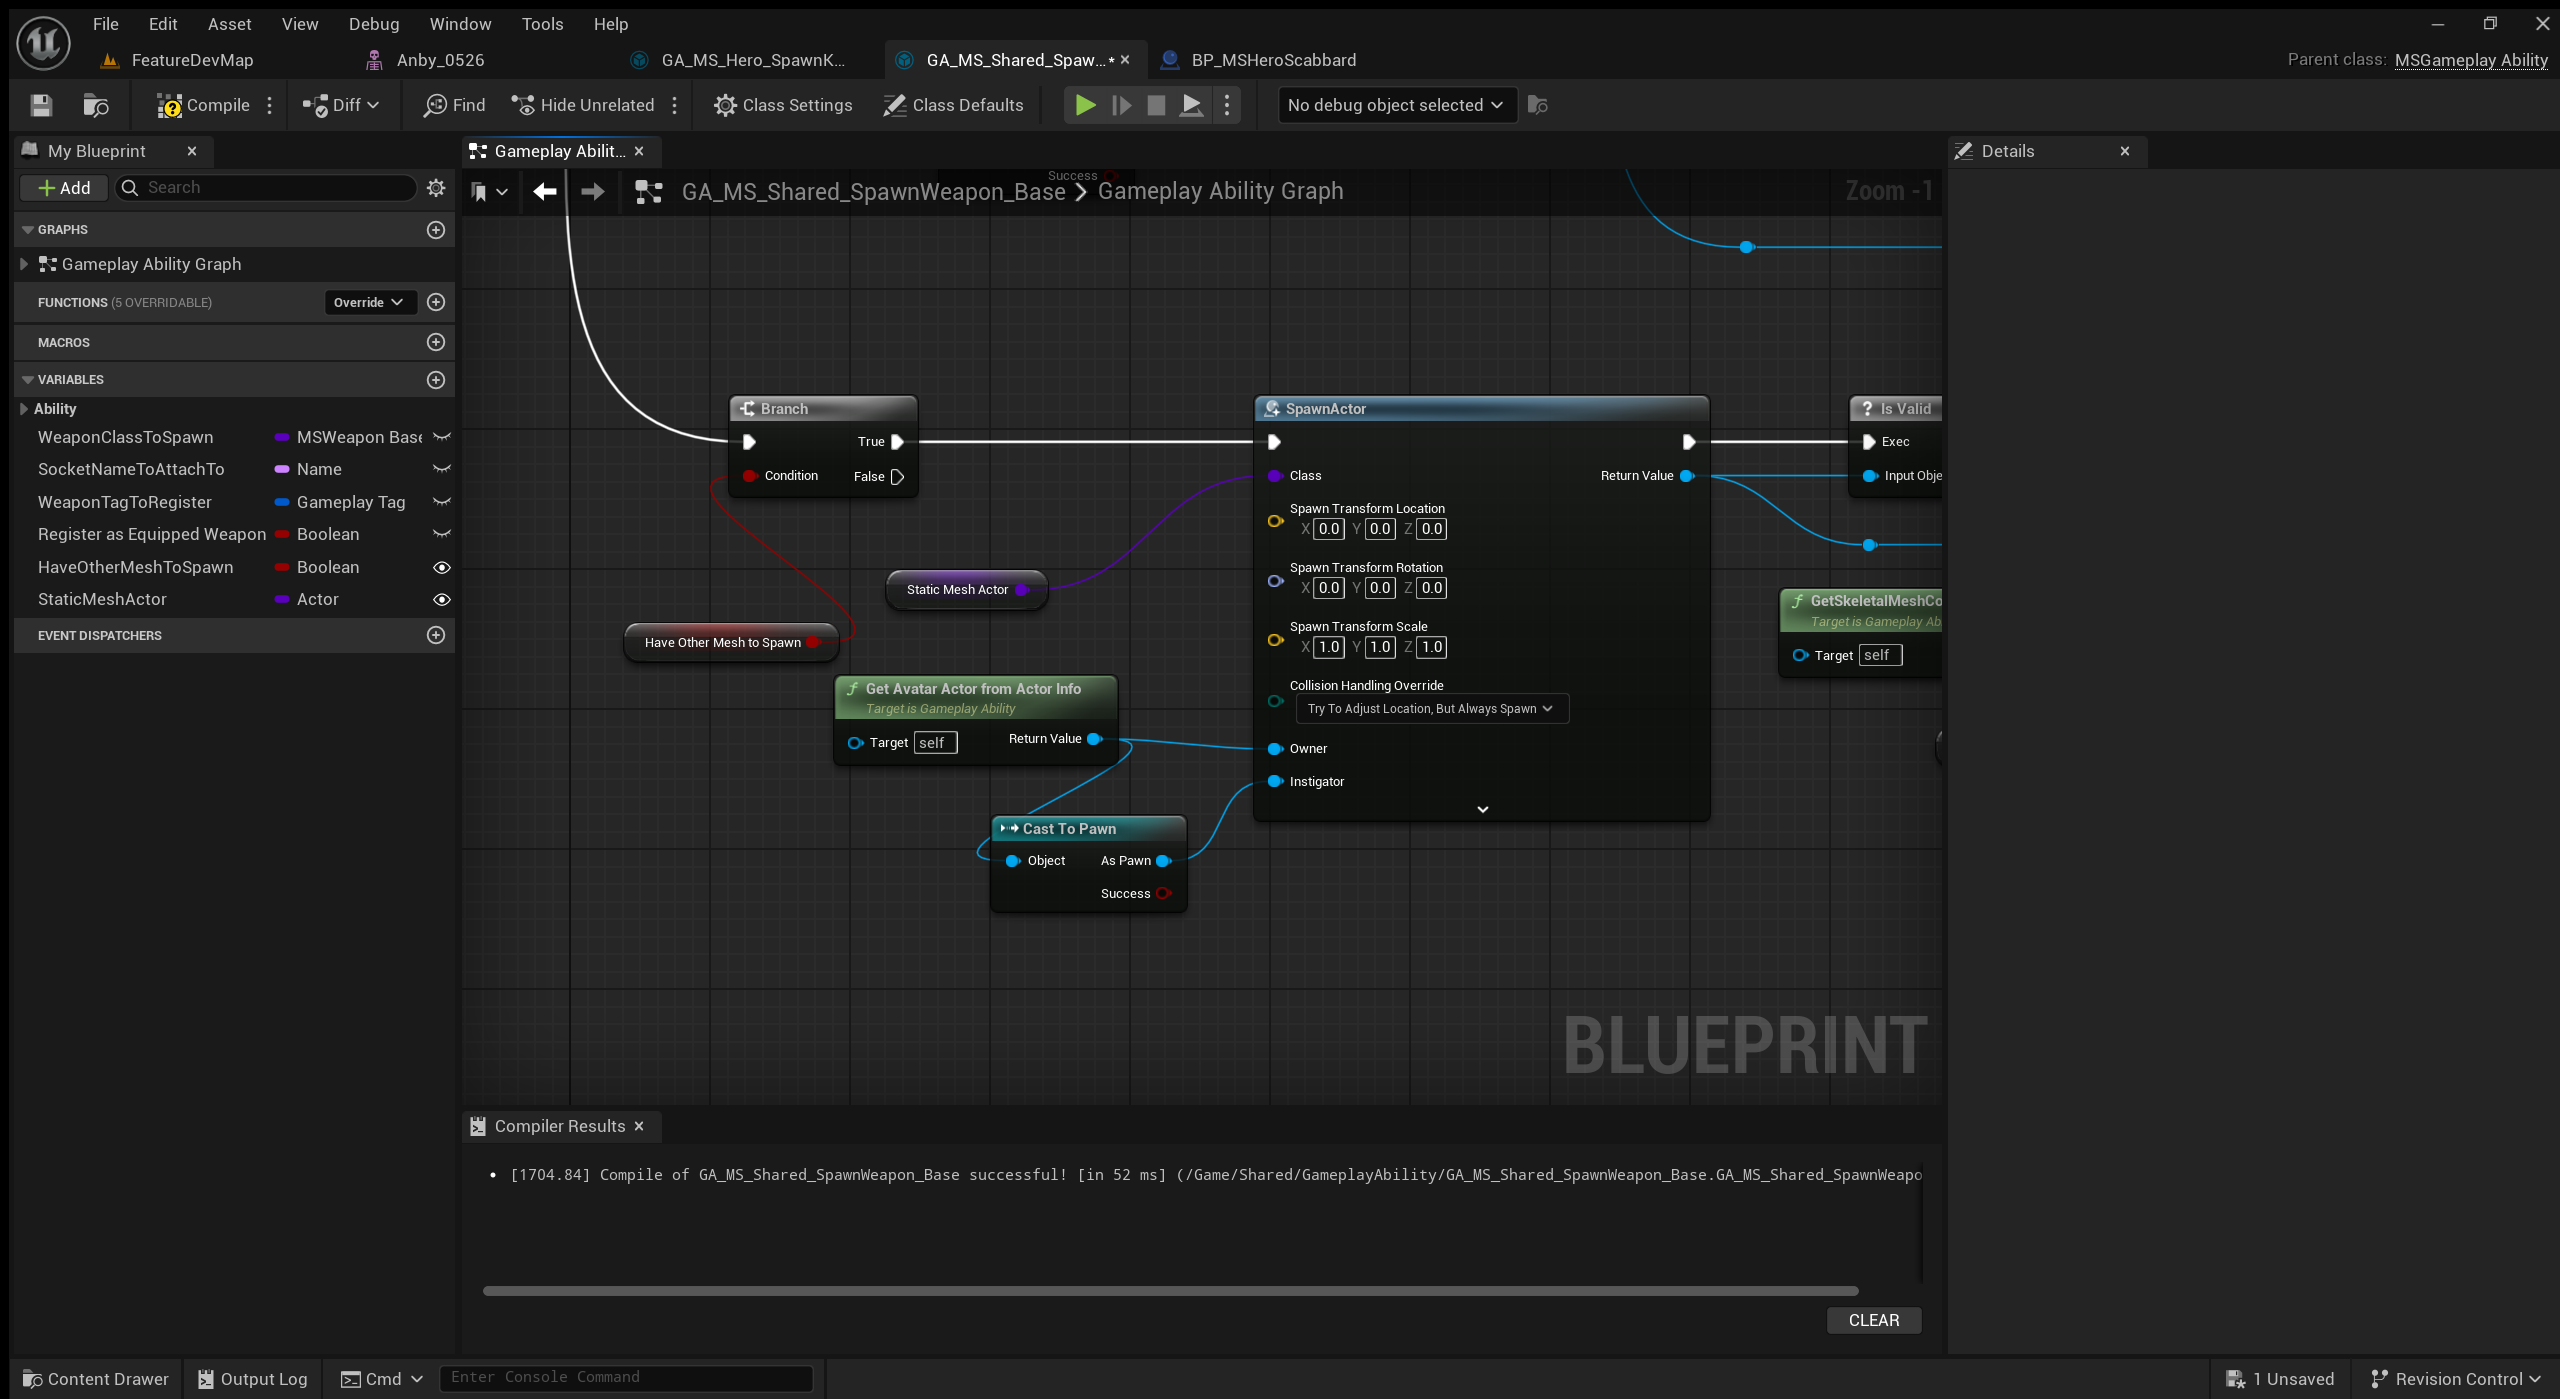 File Edit Asset View Debug Window Tools Help
FeatureDevMap Anby_0526 GA_MS_Hero_SpawnK... GA_MS_Shared_Spaw...* BP_MSHeroScabbard Parent class: MSGameplay Ability
Compile Diff Find Hide Unrelated Class Settings Class Defaults No debug object selected
My Blueprint
Gameplay Abilit...
Details
Add Search
GA_MS_Shared_SpawnWeapon_Base > Gameplay Ability Graph Zoom -1
Success
GRAPHS
Gameplay Ability Graph
FUNCTIONS (5 OVERRIDABLE) Override
MACROS
VARIABLES
Ability
WeaponClassToSpawn MSWeapon Base
SocketNameToAttachTo Name
WeaponTagToRegister Gameplay Tag
Register as Equipped Weapon Boolean
HaveOtherMeshToSpawn Boolean
StaticMeshActor Actor
EVENT DISPATCHERS
Branch
True
Condition False
Static Mesh Actor
Have Other Mesh to Spawn
Get Avatar Actor from Actor Info
Target is Gameplay Ability
Target self Return Value
Cast To Pawn
Object As Pawn
Success
SpawnActor
Class Return Value
Spawn Transform Location
X 0.0 Y 0.0 Z 0.0
Spawn Transform Rotation
X 0.0 Y 0.0 Z 0.0
Spawn Transform Scale
X 1.0 Y 1.0 Z 1.0
Collision Handling Override
Try To Adjust Location, But Always Spawn
Owner
Instigator
? Is Valid
Exec
Input Obje
GetSkeletalMeshCo
Target is Gameplay Ab
Target self
BLUEPRINT
Compiler Results
[1704.84] Compile of GA_MS_Shared_SpawnWeapon_Base successful! [in 52 ms] (/Game/Shared/GameplayAbility/GA_MS_Shared_SpawnWeapon_Base.GA_MS_Shared_SpawnWeapo
CLEAR
Content Drawer Output Log Cmd Enter Console Command 1 Unsaved Revision Control